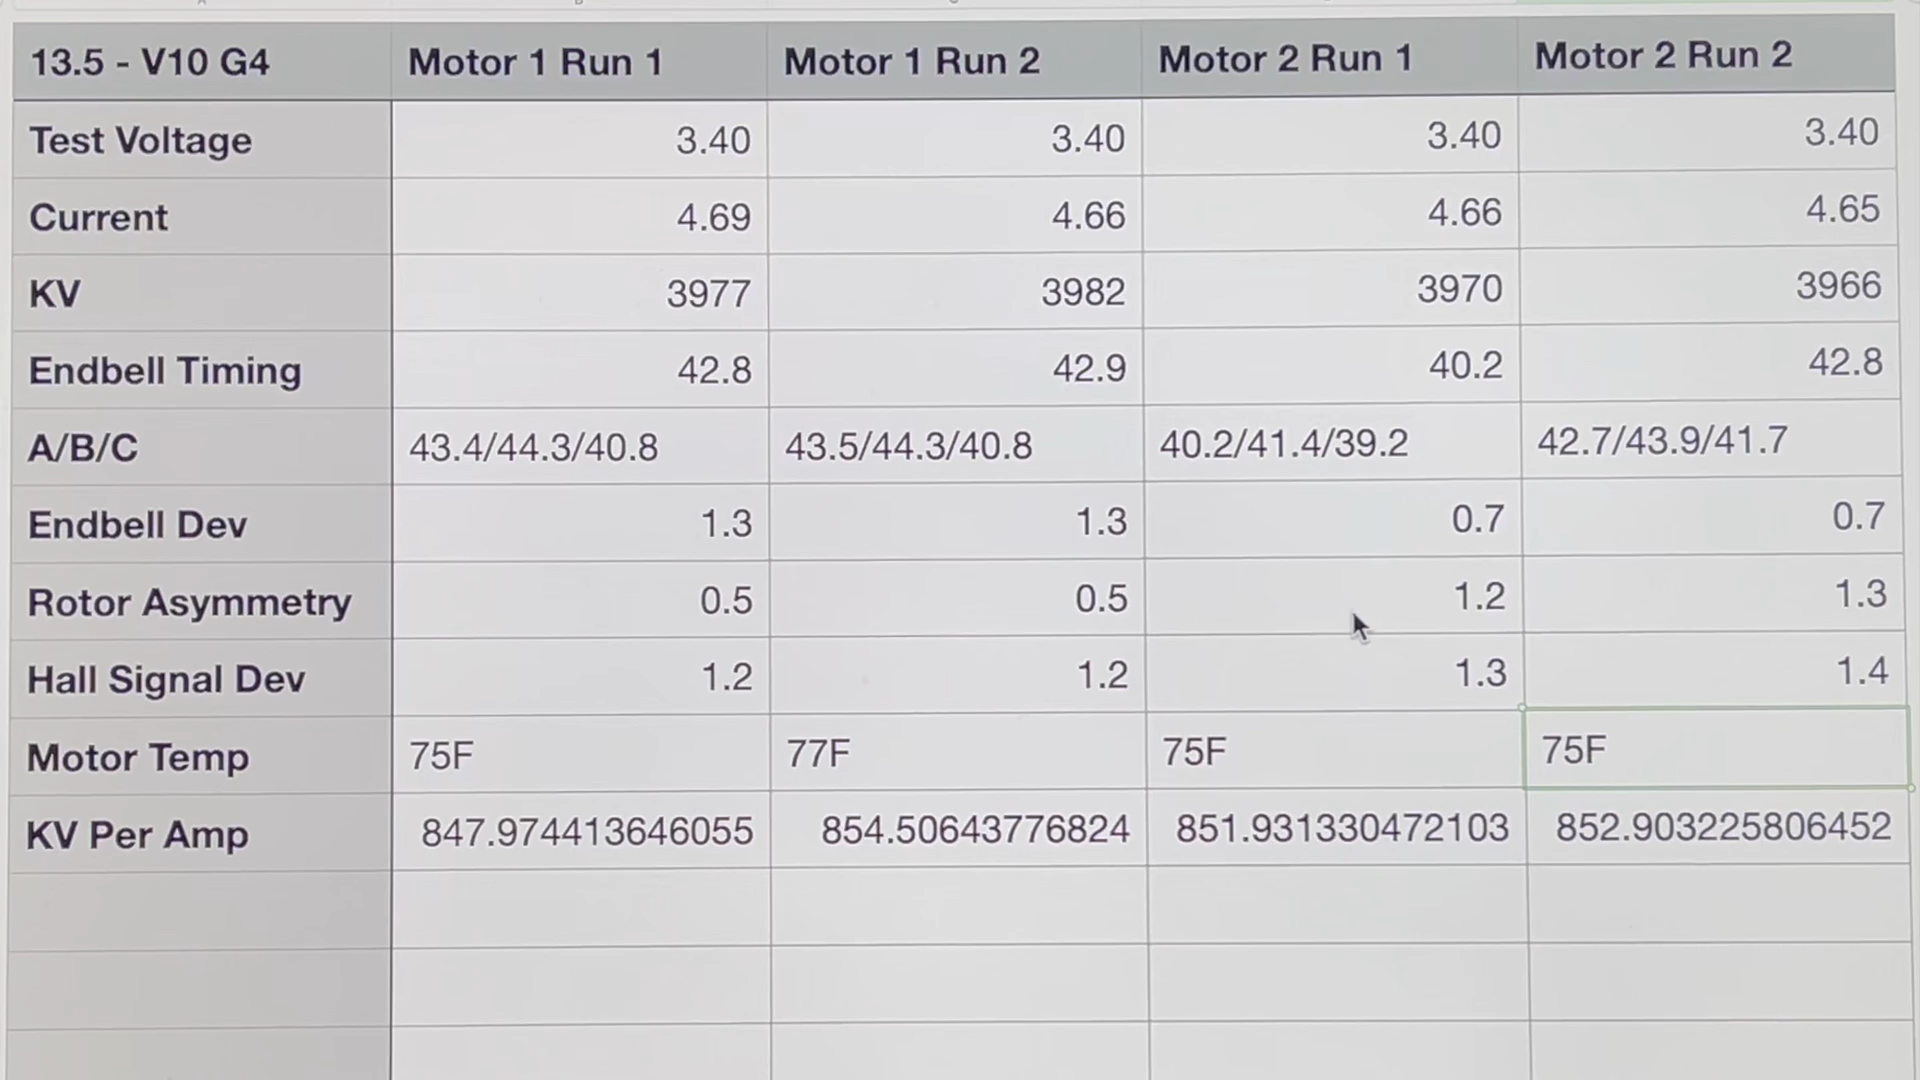 13.5 - V10 G4 Motor 1 Run 1 Motor 1 Run 2 Motor 2 Run 1 Motor 2 Run 2
Test Voltage 3.40 3.40 3.40 3.40
Current 4.69 4.66 4.66 4.65
KV 3977 3982 3970 3966
Endbell Timing 42.8 42.9 40.2 42.8
A/B/C 43.4/44.3/40.8 43.5/44.3/40.8 40.2/41.4/39.2 42.7/43.9/41.7
Endbell Dev 1.3 1.3 0.7 0.7
Rotor Asymmetry 0.5 0.5 1.2 1.3
Hall Signal Dev 1.2 1.2 1.3 1.4
Motor Temp 75F 77F 75F 75F
KV Per Amp 847.974413646055 854.50643776824 851.931330472103 852.903225806452